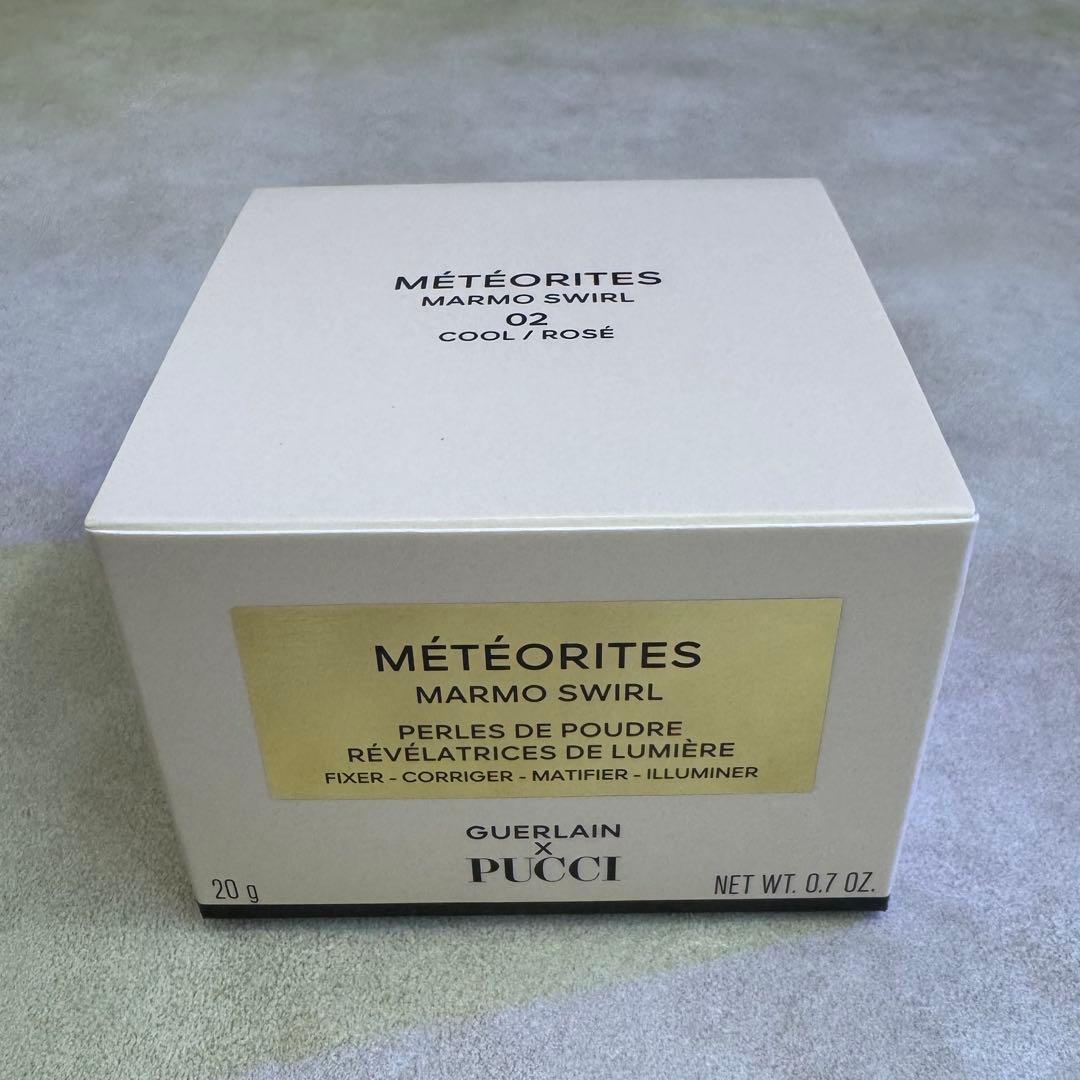 MÉTÉORITES
MARMO SWIRL
02
COOL / ROSÉ
MÉTÉORITES
MARMO SWIRL
PERLES DE POUDRE
RÉVÉLATRICES DE LUMIÈRE
FIXER - CORRIGER - MATIFIER - ILLUMINER
GUERLAIN
X
PUCCI
20 g
NET WT. 0.7 OZ.